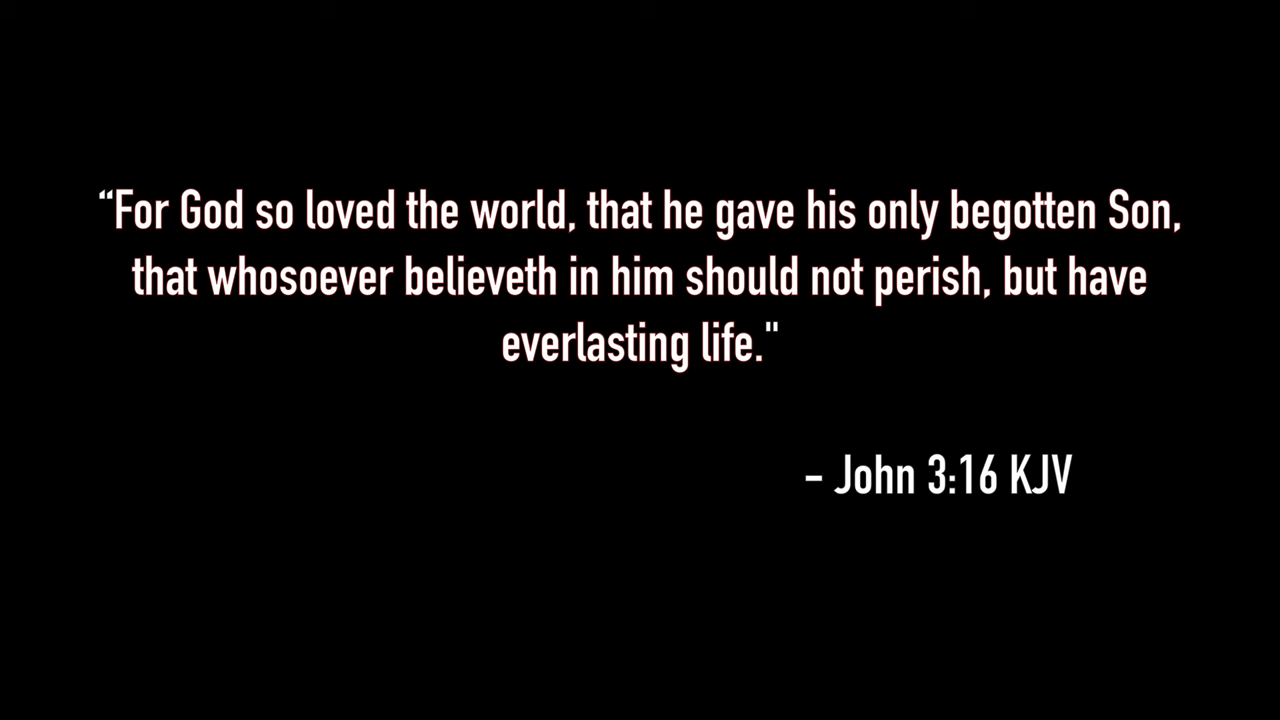 “For God so loved the world, that he gave his only begotten Son,
that whosoever believeth in him should not perish, but have
everlasting life."
– John 3:16 KJV